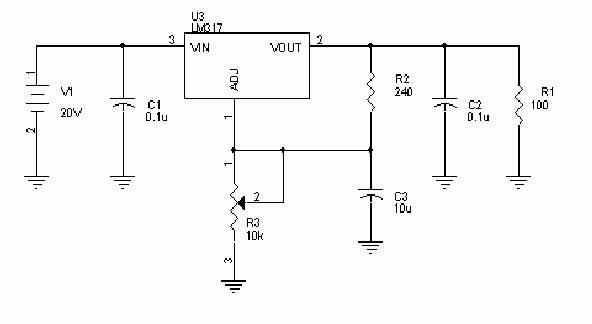 U3
LM317
3
VIN
VOUT
2
ADJ
1
1
V1
20V
2
C1
0.1u
R2
240
C2
0.1u
R1
100
1
2
R3
10k
3
C3
10u